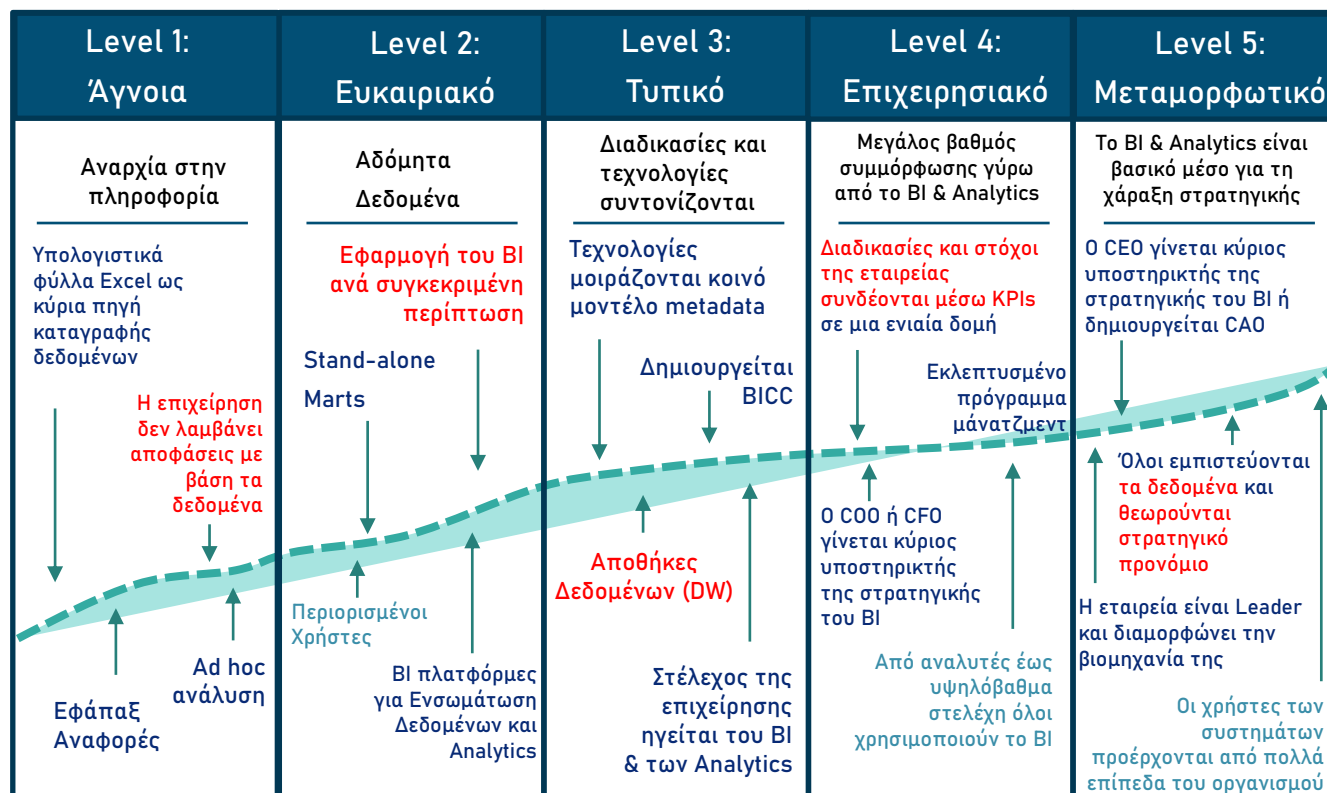 Level 1:
Άγνοια
Αναρχία στην
πληροφορία
Υπολογιστικά
φύλλα Excel ως
κύρια πηγή
καταγραφής
δεδομένων
Η επιχείρηση
δεν λαμβάνει
αποφάσεις με
βάση τα
δεδομένα
Ad hoc
ανάλυση
Εφάπαξ
Αναφορές
Level 2:
Ευκαιριακό
Αδόμητα
Δεδομένα
Εφαρμογή του BI
ανά συγκεκριμένη
περίπτωση
Stand-alone
Marts
Περιορισμένοι
Χρήστες
BI πλατφόρμες
για Ενσωμάτωση
Δεδομένων και
Analytics
Level 3:
Τυπικό
Διαδικασίες και
τεχνολογίες
συντονίζονται
Τεχνολογίες
μοιράζονται κοινό
μοντέλο metadata
Δημιουργείται
BICC
Αποθήκες
Δεδομένων (DW)
Στέλεχος της
επιχείρησης
ηγείται του BI
& των Analytics
Level 4:
Επιχειρησιακό
Μεγάλος βαθμός
συμμόρφωσης γύρω
από το BI & Analytics
Διαδικασίες και στόχοι
της εταιρείας
συνδέονται μέσω KPIs
σε μια ενιαία δομή
Εκλεπτυσμένο
πρόγραμμα
μάνατζμεντ
Ο COO ή CFO
γίνεται κύριος
υποστηρικτής
της στρατηγικής
του BI
Από αναλυτές έως
υψηλόβαθμα
στελέχη όλοι
χρησιμοποιούν το BI
Level 5:
Μεταμορφωτικό
Το BI & Analytics είναι
βασικό μέσο για τη
χάραξη στρατηγικής
Ο CEO γίνεται κύριος
υποστηρικτής της
στρατηγικής του BI ή
δημιουργείται CAO
Όλοι εμπιστεύονται
τα δεδομένα και
θεωρούνται
στρατηγικό
προνόμιο
Η εταιρεία είναι Leader
και διαμορφώνει την
βιομηχανία της
Οι χρήστες των
συστημάτων
προέρχονται από πολλά
επίπεδα του οργανισμού